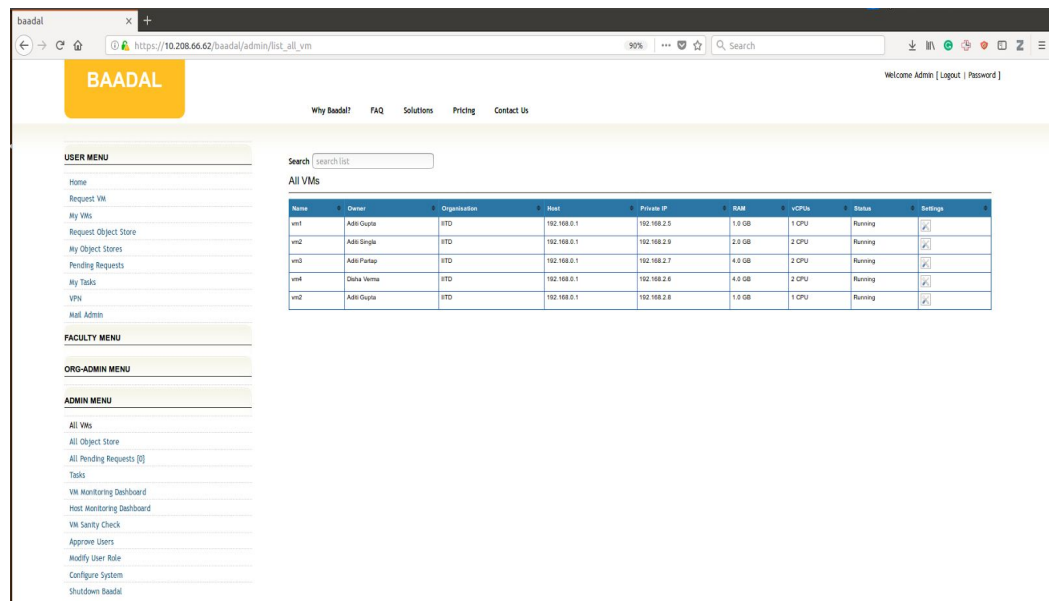 baadal
https://10.208.66.62/baadal/admin/list_all_vm
90%
Search
BAADAL
Welcome Admin [ Logout | Password ]
Why Baadal? FAQ Solutions Pricing Contact Us
USER MENU
Home
Request VM
My VMs
Request Object Store
My Object Stores
Pending Requests
My Tasks
VPN
Mail Admin
FACULTY MENU
ORG-ADMIN MENU
ADMIN MENU
All VMs
All Object Store
All Pending Requests [0]
Tasks
VM Monitoring Dashboard
Host Monitoring Dashboard
VM Sanity Check
Approve Users
Modify User Role
Configure System
Shutdown Baadal
Search search list
All VMs
Name Owner Organisation Host Private IP RAM vCPUs Status Settings
vm1 Aditi Gupta IITD 192.168.0.1 192.168.2.5 1.0 GB 1 CPU Running
vm2 Aditi Singla IITD 192.168.0.1 192.168.2.9 2.0 GB 2 CPU Running
vm3 Aditi Partap IITD 192.168.0.1 192.168.2.7 4.0 GB 2 CPU Running
vm4 Disha Verma IITD 192.168.0.1 192.168.2.6 4.0 GB 2 CPU Running
vm2 Aditi Gupta IITD 192.168.0.1 192.168.2.8 1.0 GB 1 CPU Running